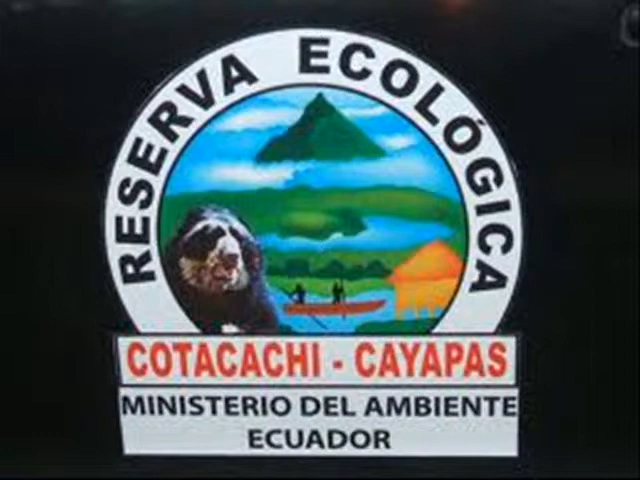 RESERVA ECOLÓGICA
COTACACHI - CAYAPAS
MINISTERIO DEL AMBIENTE
ECUADOR